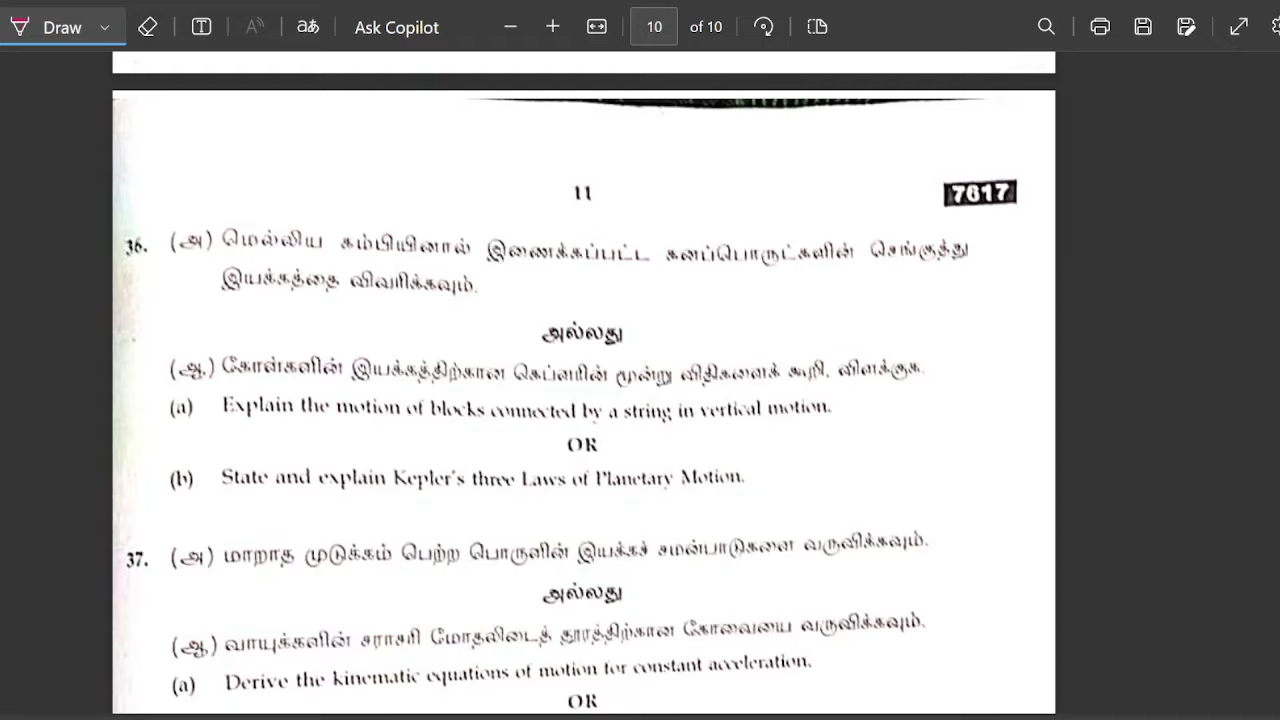 Draw
T
A
aあ
Ask Copilot
10
of 10
11
7617
36. (அ) மெல்லிய கம்பியினால் இணைக்கப்பட்ட கனப்பொருட்களின் செங்குத்து
இயக்கத்தை விவரிக்கவும்.
அல்லது
(ஆ) கோள்களின் இயக்கத்திற்கான கெப்ளரின் மூன்று விதிகளைக் கூறி, விளக்குக.
(a) Explain the motion of blocks connected by a string in vertical motion.
OR
(b) State and explain Kepler's three Laws of Planetary Motion.
37. (அ) மாறாத முடுக்கம் பெற்ற பொருளின் இயக்கச் சமன்பாடுகளை வருவிக்கவும்.
அல்லது
(ஆ) வாயுக்களின் சராசரி மோதலிடைத் தூரத்திற்கான கோவையை வருவிக்கவும்.
(a) Derive the kinematic equations of motion for constant acceleration.
OR